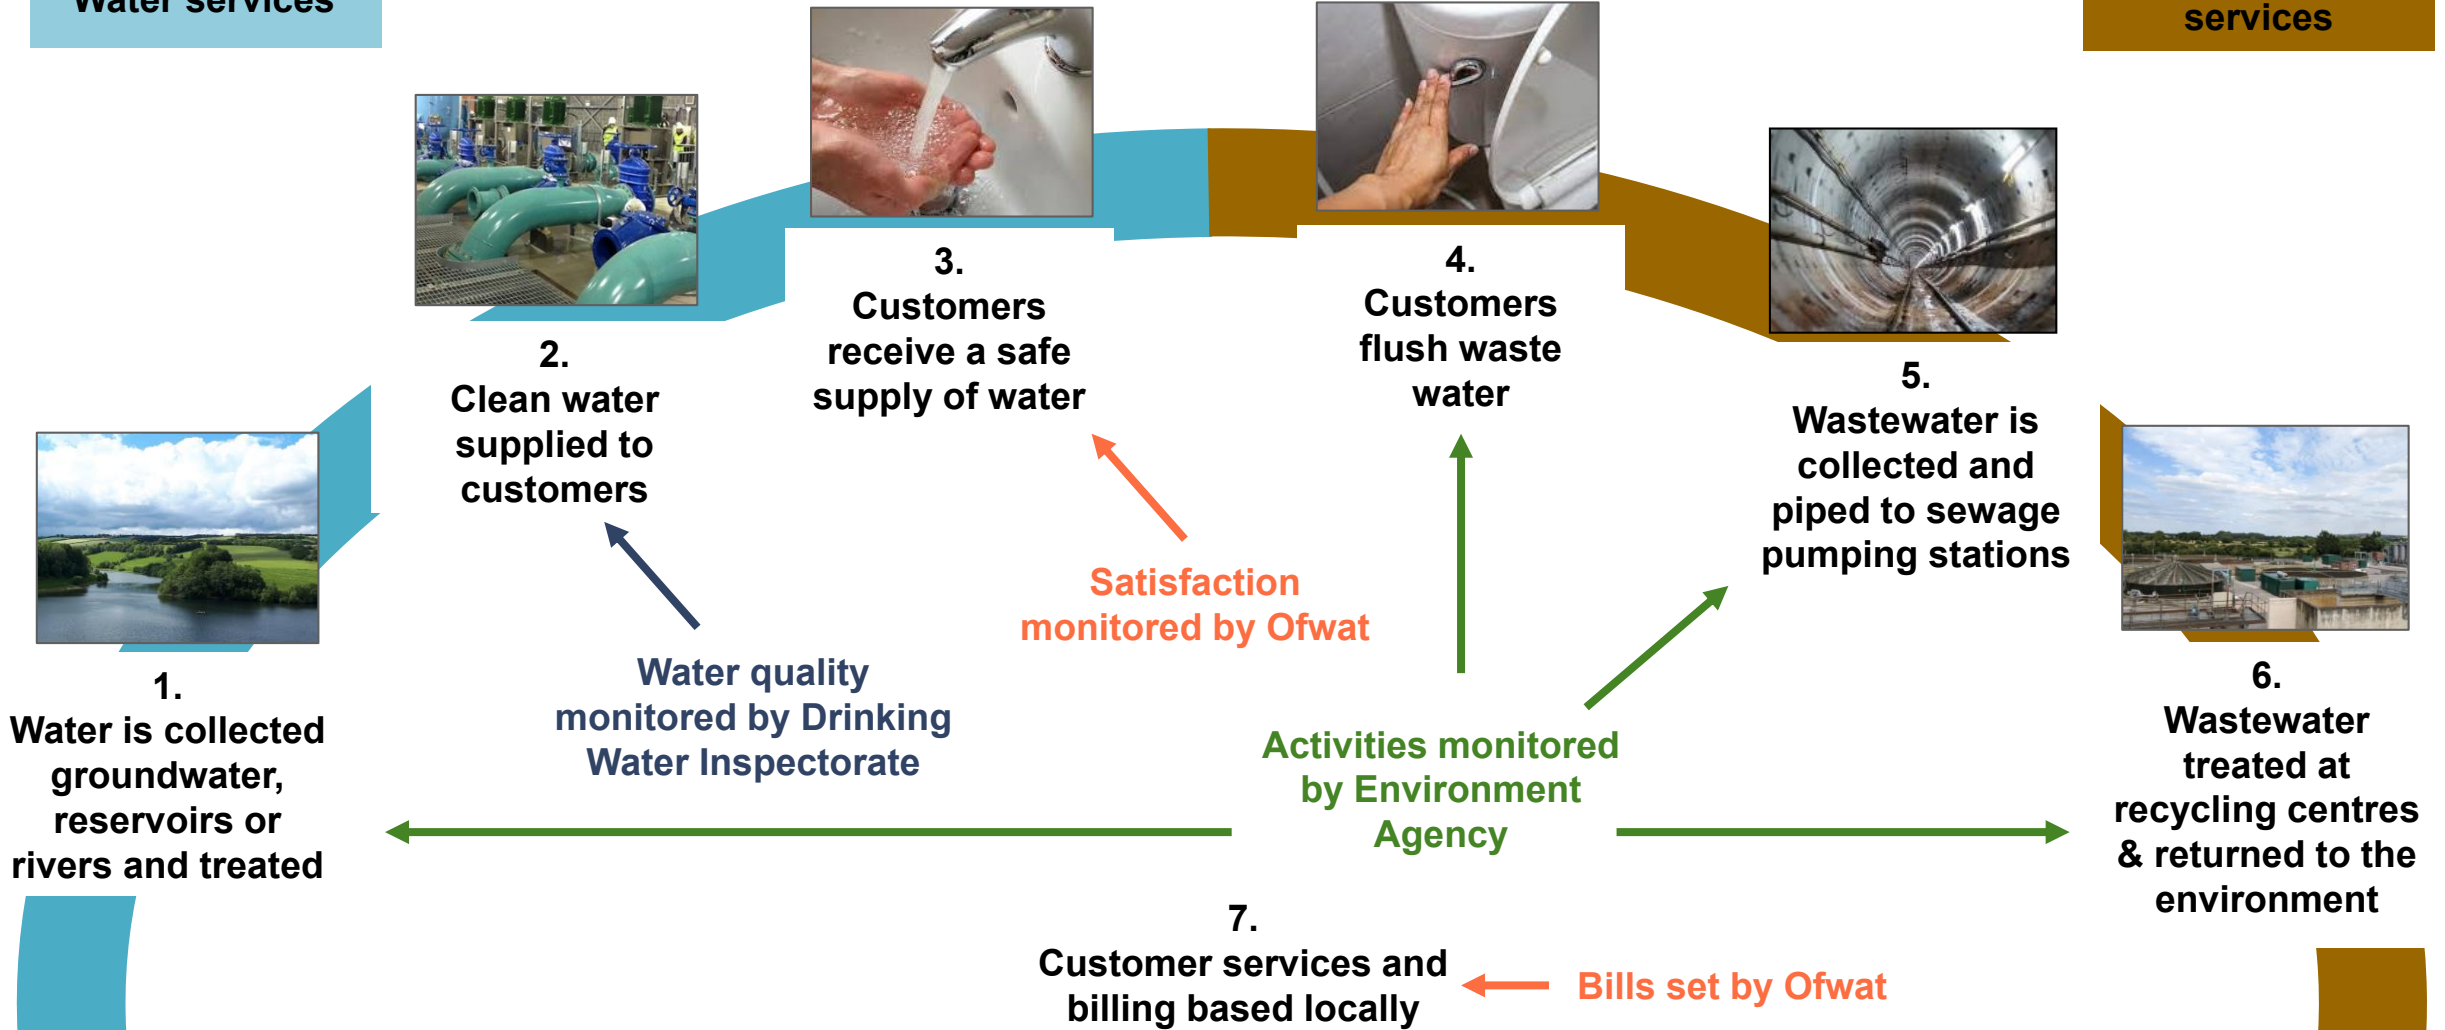 Water services
services
1.
Water is collected
groundwater,
reservoirs or
rivers and treated
2.
Clean water
supplied to
customers
3.
Customers
receive a safe
supply of water
4.
Customers
flush waste
water
5.
Wastewater is
collected and
piped to sewage
pumping stations
6.
Wastewater
treated at
recycling centres
& returned to the
environment
Water quality
monitored by Drinking
Water Inspectorate
Satisfaction
monitored by Ofwat
Activities monitored
by Environment
Agency
7.
Customer services and
billing based locally
Bills set by Ofwat